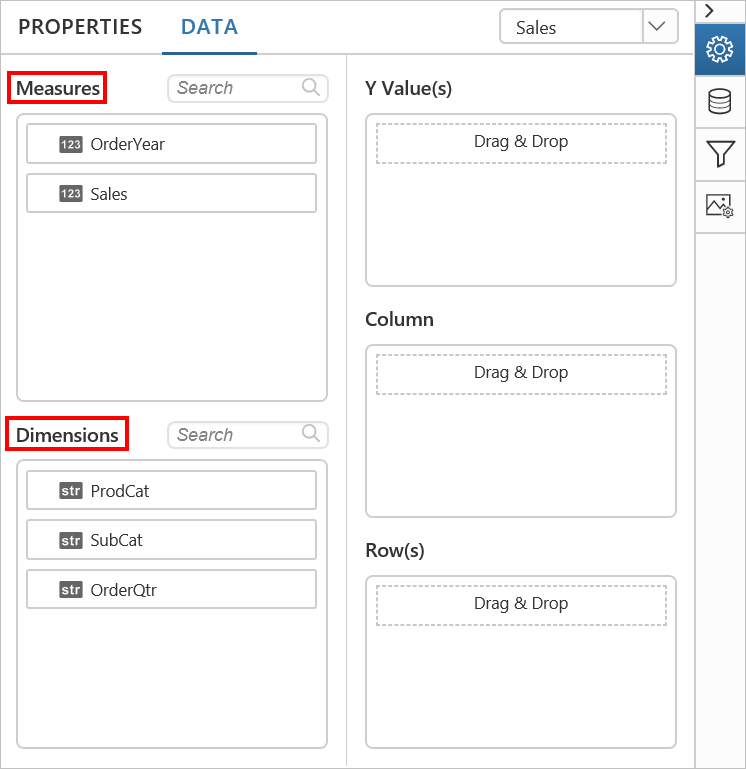 PROPERTIES
DATA
Sales
Measures
Search
123 OrderYear
123 Sales
Dimensions
Search
str ProdCat
str SubCat
str OrderQtr
Y Value(s)
Drag & Drop
Column
Drag & Drop
Row(s)
Drag & Drop